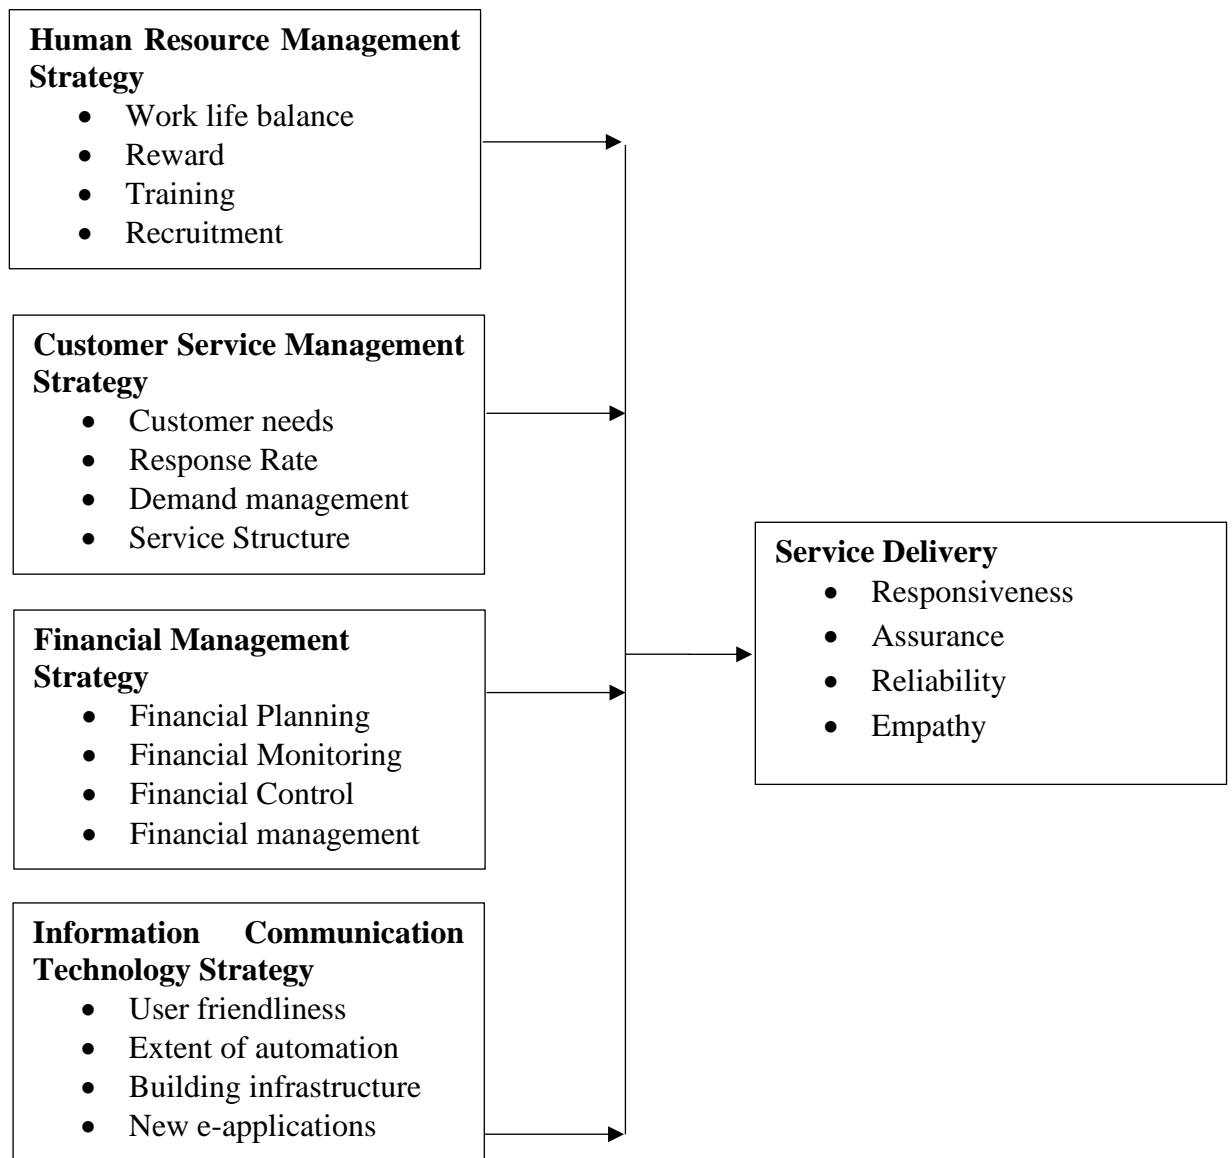 Human Resource Management
Strategy
• Work life balance
• Reward
• Training
• Recruitment
Customer Service Management
Strategy
• Customer needs
• Response Rate
• Demand management
• Service Structure
Financial Management
Strategy
• Financial Planning
• Financial Monitoring
• Financial Control
• Financial management
Information Communication
Technology Strategy
• User friendliness
• Extent of automation
• Building infrastructure
• New e-applications
Service Delivery
• Responsiveness
• Assurance
• Reliability
• Empathy